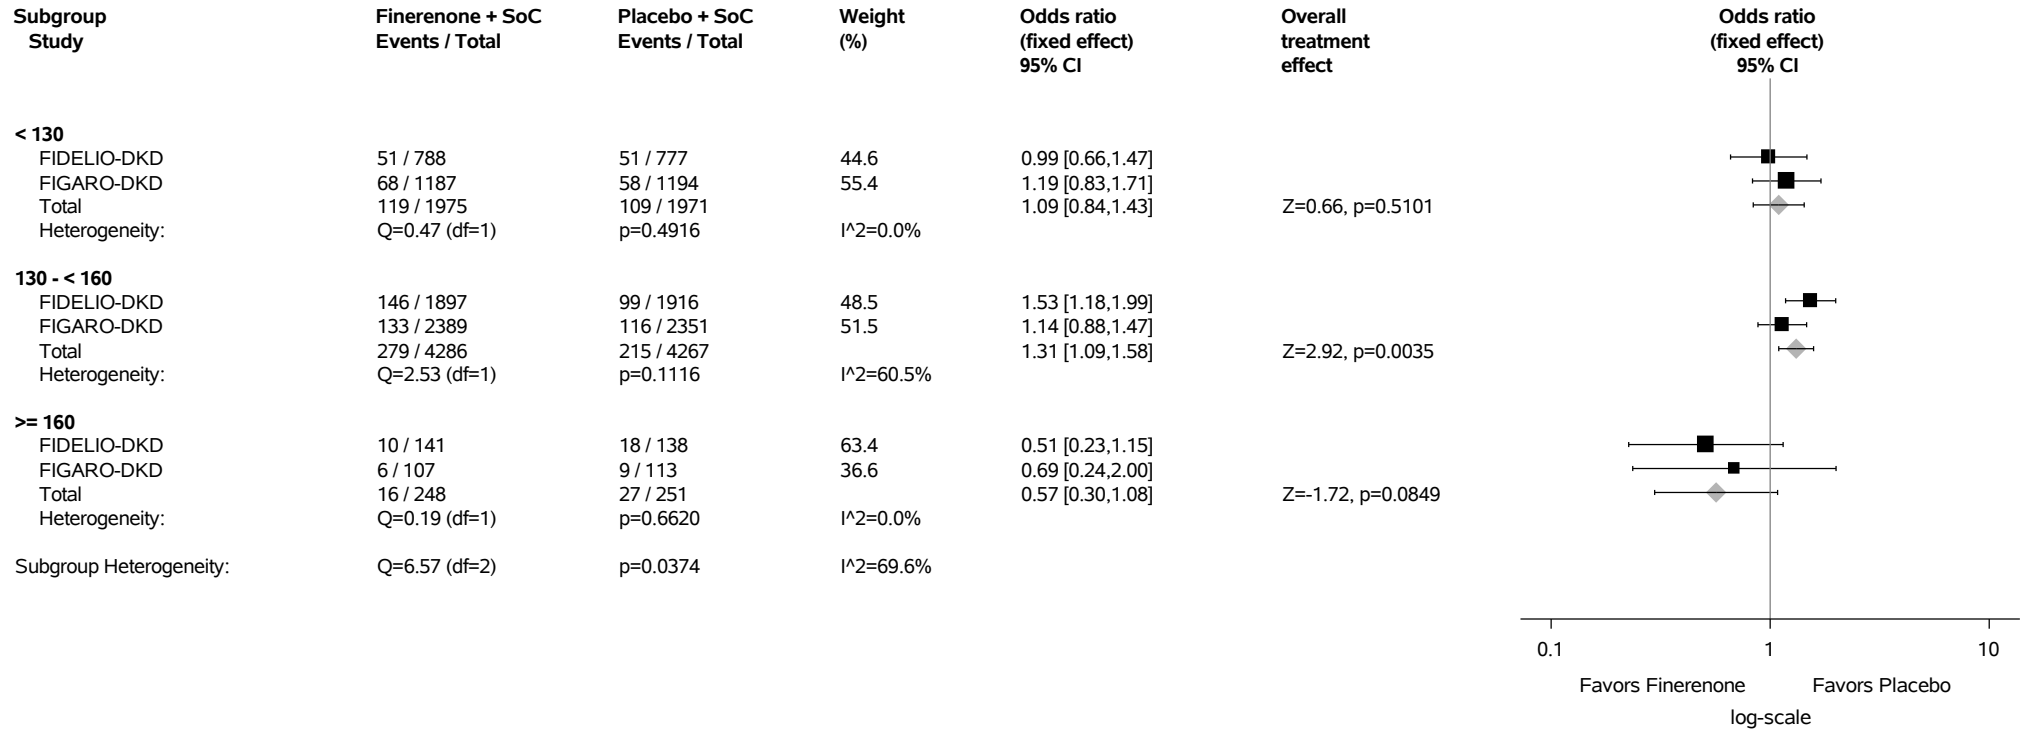 Subgroup Finerenone + SoC Placebo + SoC Weight Odds ratio Overall Odds ratio
Study Events / Total Events / Total (%) (fixed effect) treatment (fixed effect)
95% CI effect 95% CI
< 130
FIDELIO-DKD 51 / 788 51 / 777 44.6 0.99 [0.66,1.47]
FIGARO-DKD 68 / 1187 58 / 1194 55.4 1.19 [0.83,1.71]
Total 119 / 1975 109 / 1971 1.09 [0.84,1.43] Z=0.66, p=0.5101
Heterogeneity: Q=0.47 (df=1) p=0.4916 I^2=0.0%
130 - < 160
FIDELIO-DKD 146 / 1897 99 / 1916 48.5 1.53 [1.18,1.99]
FIGARO-DKD 133 / 2389 116 / 2351 51.5 1.14 [0.88,1.47]
Total 279 / 4286 215 / 4267 1.31 [1.09,1.58] Z=2.92, p=0.0035
Heterogeneity: Q=2.53 (df=1) p=0.1116 I^2=60.5%
>= 160
FIDELIO-DKD 10 / 141 18 / 138 63.4 0.51 [0.23,1.15]
FIGARO-DKD 6 / 107 9 / 113 36.6 0.69 [0.24,2.00]
Total 16 / 248 27 / 251 0.57 [0.30,1.08] Z=-1.72, p=0.0849
Heterogeneity: Q=0.19 (df=1) p=0.6620 I^2=0.0%
Subgroup Heterogeneity: Q=6.57 (df=2) p=0.0374 I^2=69.6%
0.1 1 10
Favors Finerenone Favors Placebo
log-scale